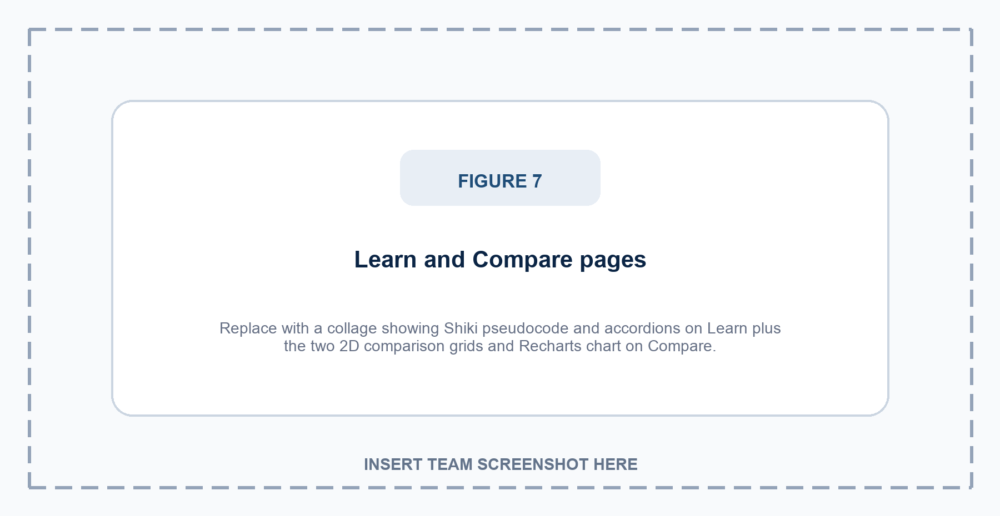 FIGURE 7
Learn and Compare pages
Replace with a collage showing Shiki pseudocode and accordions on Learn plus
the two 2D comparison grids and Recharts chart on Compare.
INSERT TEAM SCREENSHOT HERE